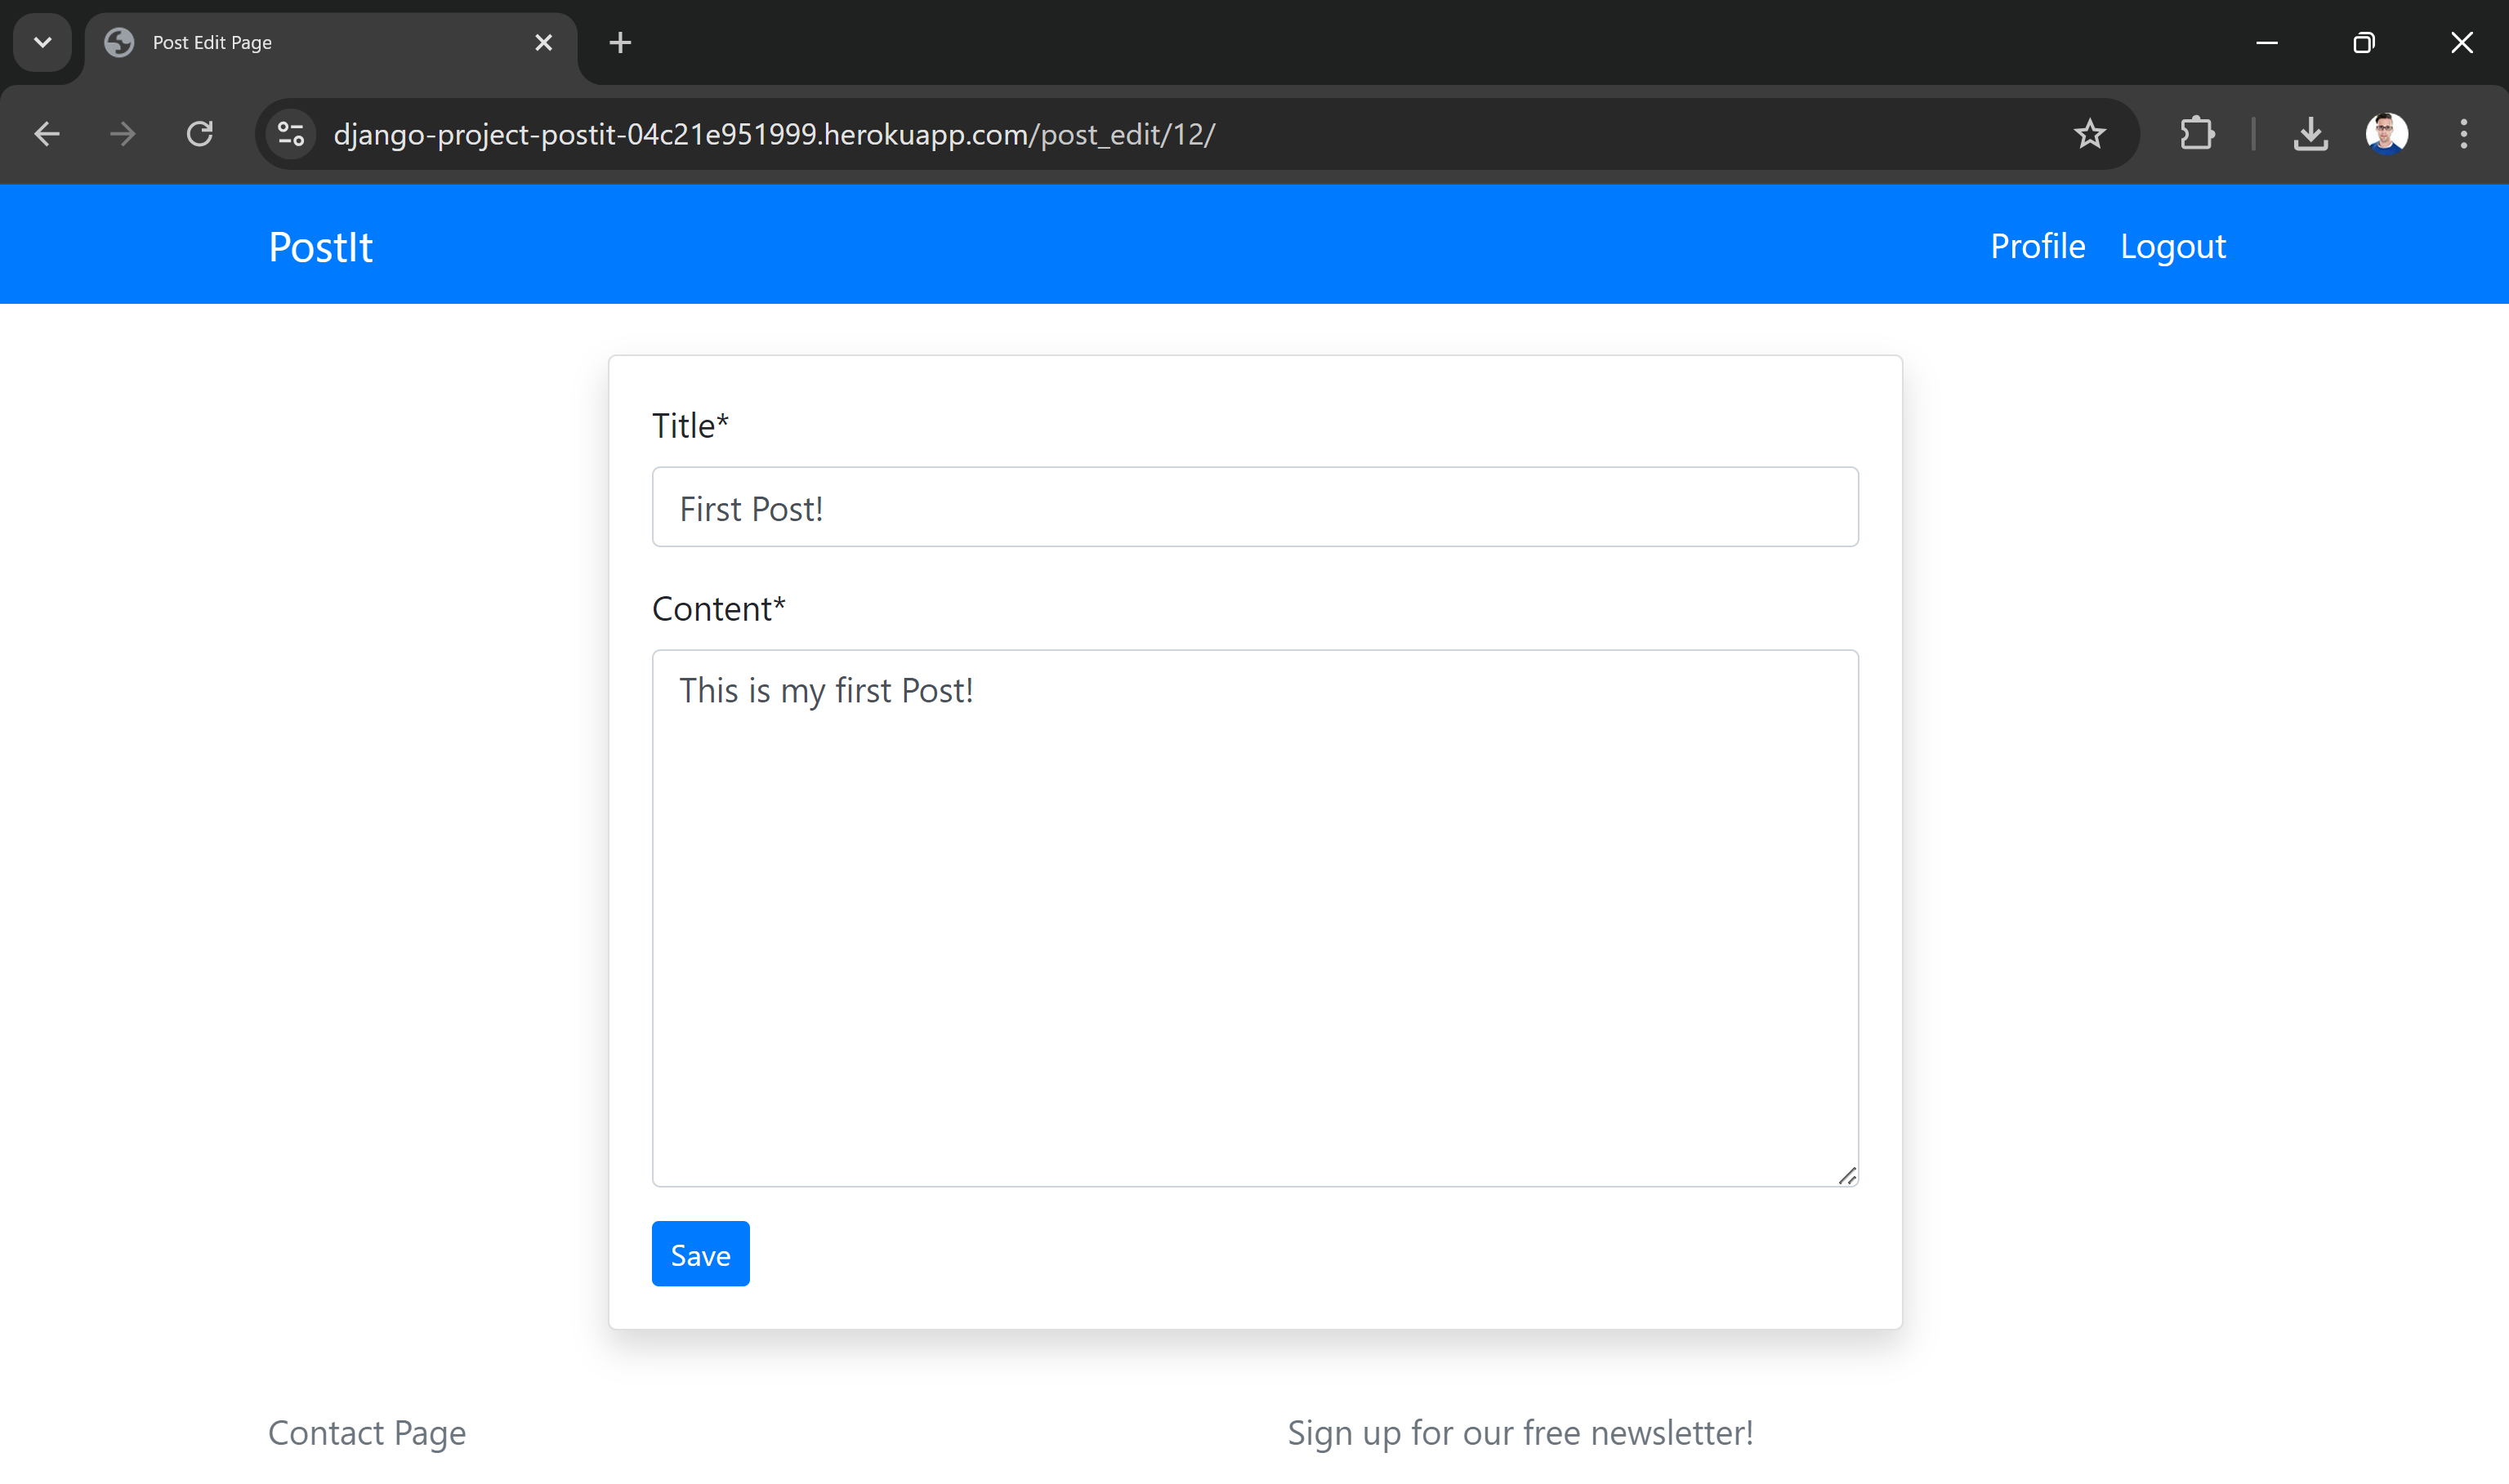 Post Edit Page
django-project-postit-04c21e951999.herokuapp.com/post_edit/12/
PostIt
Profile Logout
Title*
First Post!
Content*
This is my first Post!
Save
Contact Page
Sign up for our free newsletter!